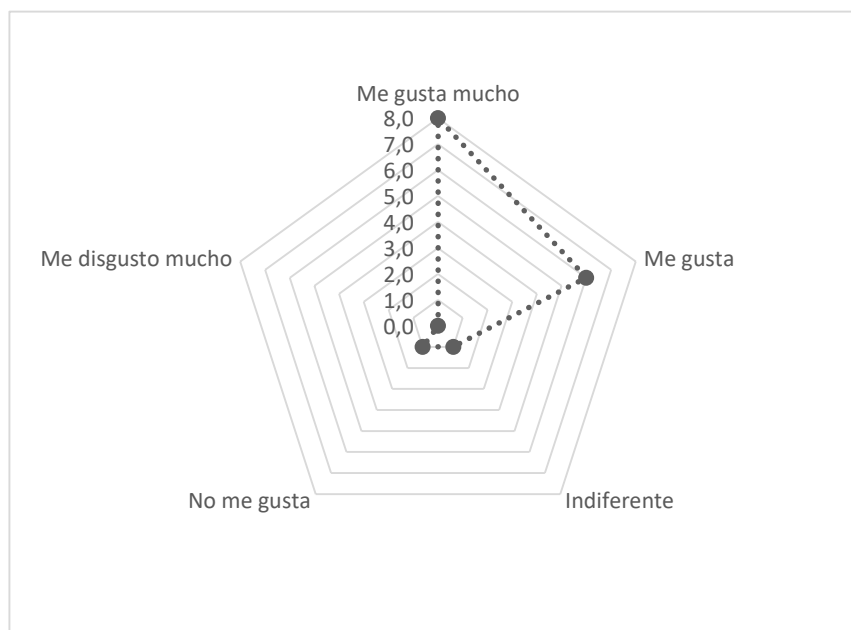 Me gusta mucho
8,0
7,0
6,0
5,0
4,0
3,0
2,0
1,0
0,0
Me disgusto mucho
Me gusta
No me gusta
Indiferente